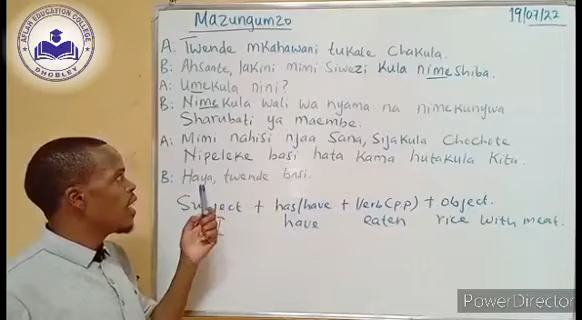 AFLAH EDUCATION COLLEGE
DHOBLEY
Mazungumzo
19/07/22
A: Twende mkahawani tukale Chakula.
B: Ahsante, lakini mimi Siwezi kula nimeshiba.
A: Umekula nini?
B: Nimekula wali wa nyama na nimekunywa
Sharubati ya maembe.
A: Mimi nahisi njaa Sana, Sijakula Chochote
Nipeleke basi hata kama hutakula Kitu.
B: Haya, twende basi.
Subject + has/have + Verb(PP) + object.
I have eaten rice with meat.
PowerDirector